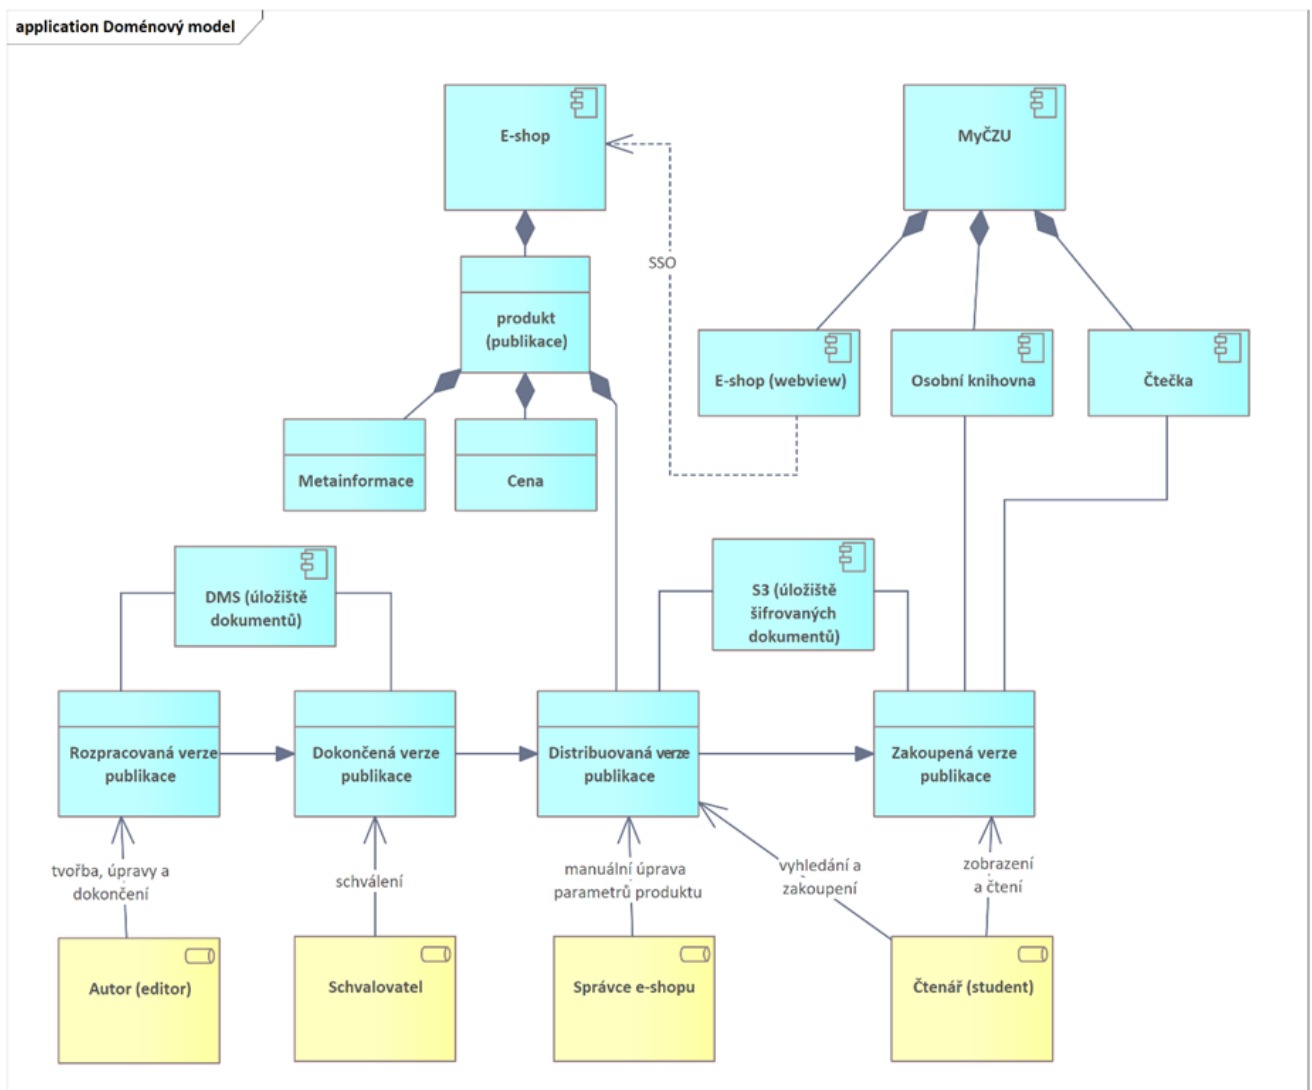 application Doménový model
E-shop
MyČZU
SSO
produkt
(publikace)
E-shop (webview)
Osobní knihovna
Čtečka
Metainformace
Cena
DMS (úložiště
dokumentů)
S3 (úložiště
šifrovaných
dokumentů)
Rozpracovaná verze
publikace
Dokončená verze
publikace
Distribuovaná verze
publikace
Zakoupená verze
publikace
tvořba, úpravy a
dokončení
schválení
manuální úprava
parametrů produktu
vyhledání a
zakoupení
zobrazení
a čtení
Autor (editor)
Schvalovatel
Správce e-shopu
Čtenář (student)